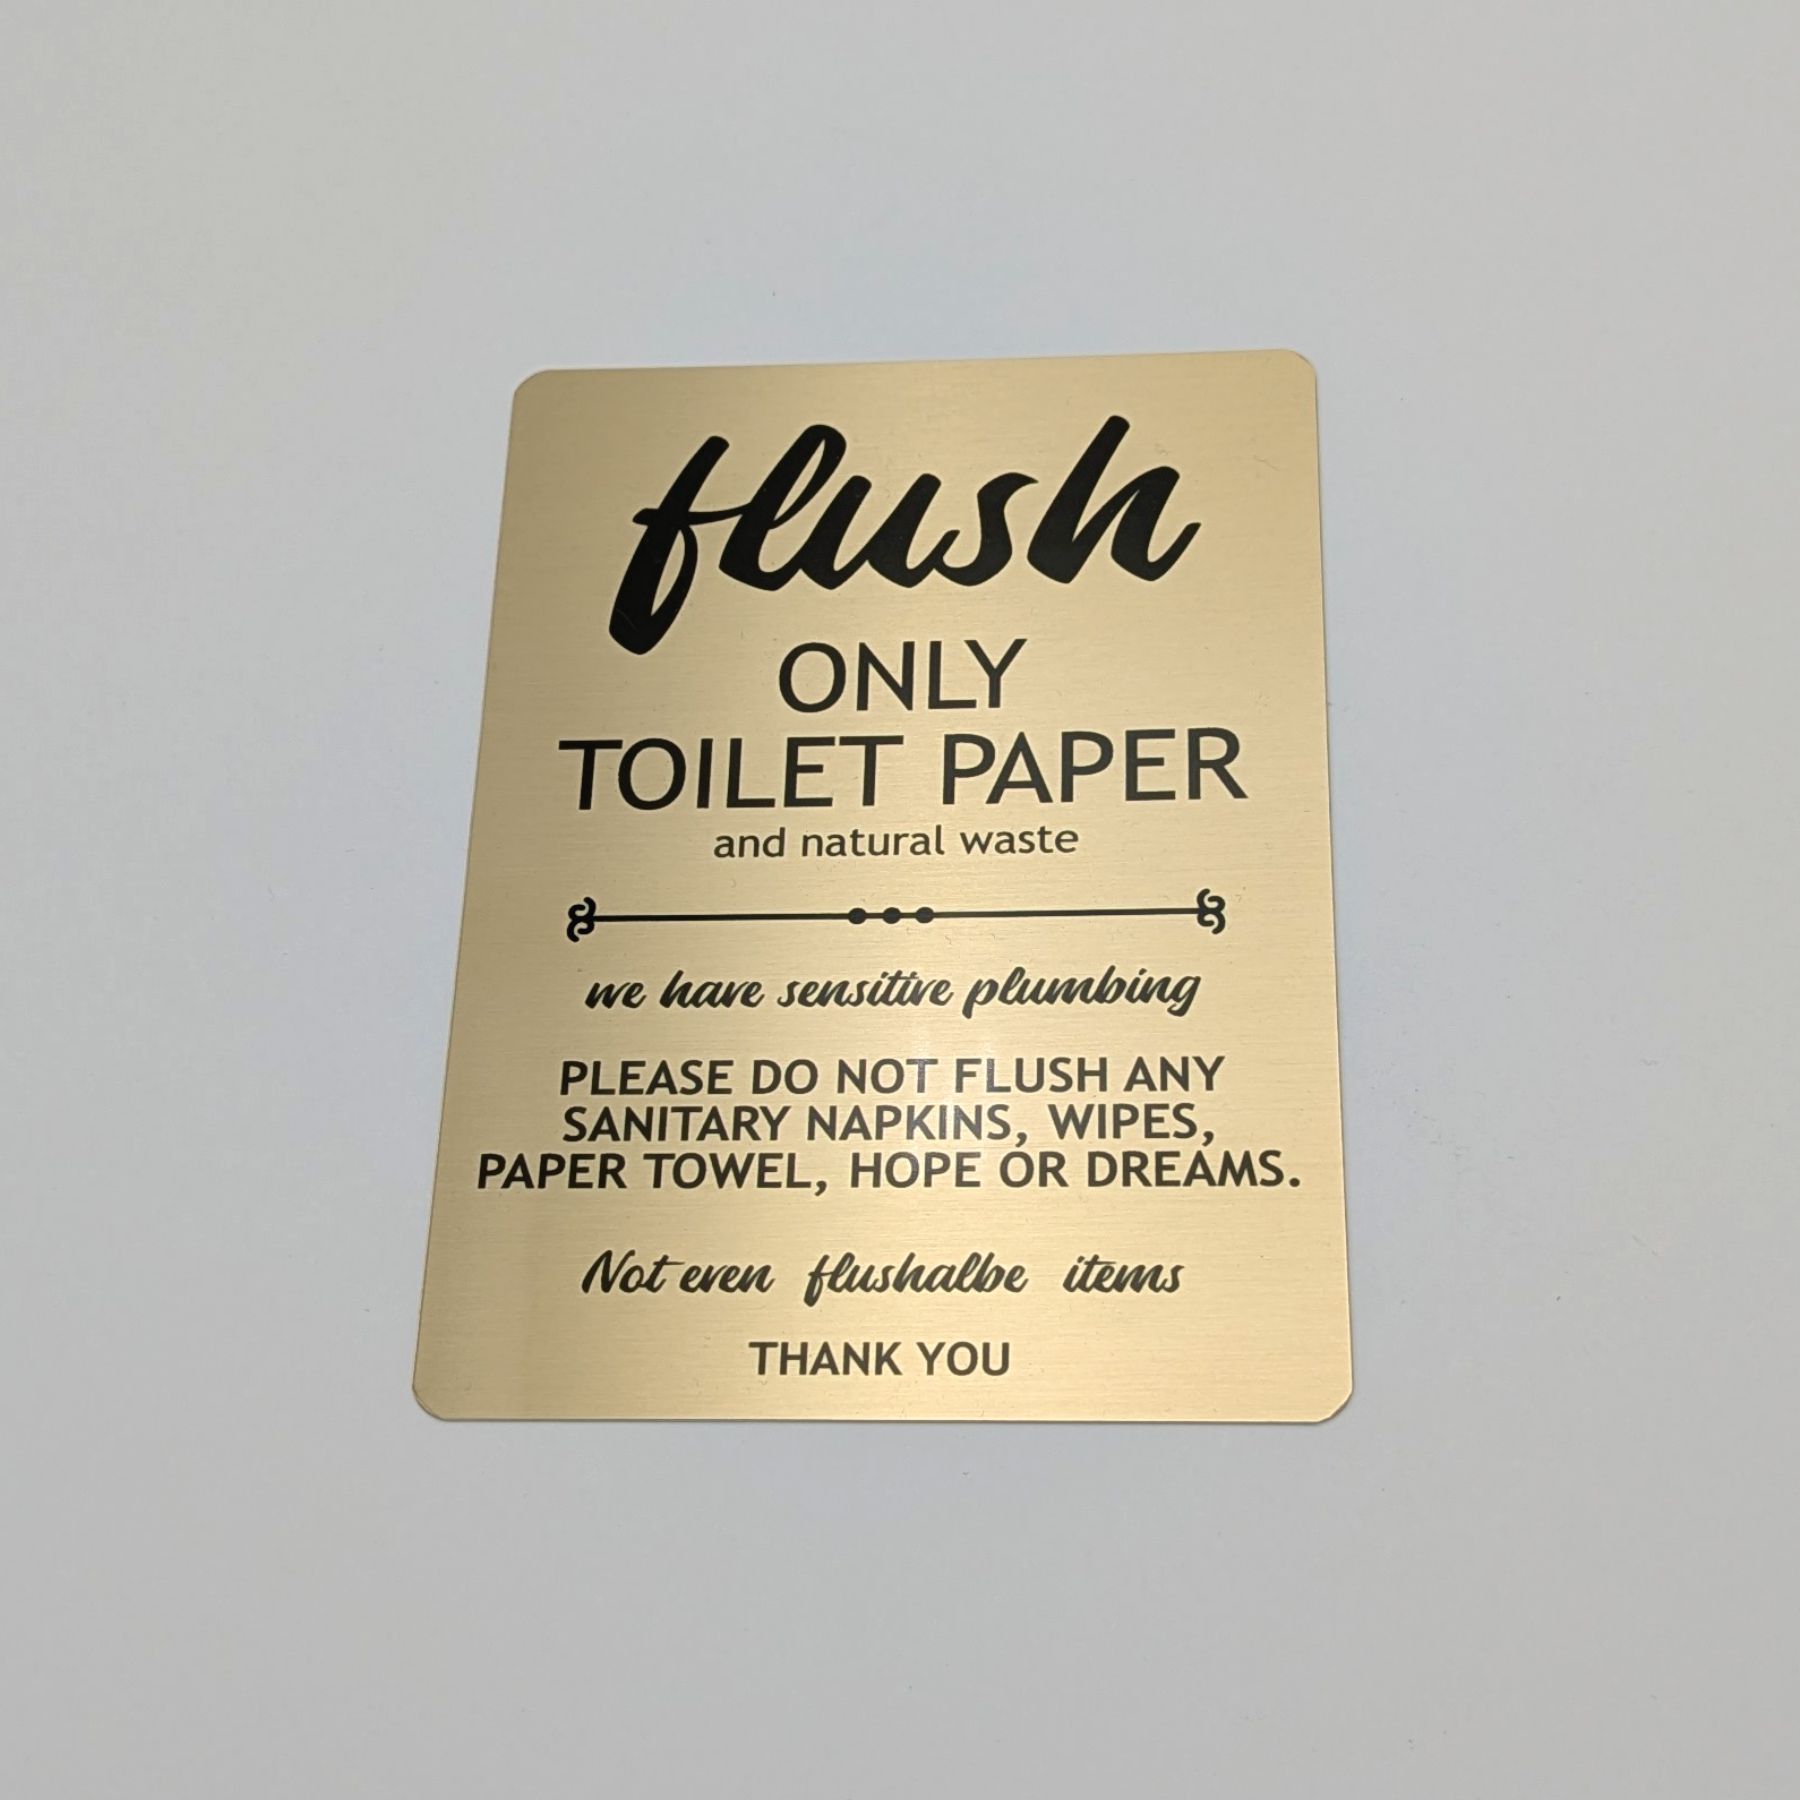 flush
ONLY
TOILET PAPER
and natural waste
we have sensitive plumbing
PLEASE DO NOT FLUSH ANY
SANITARY NAPKINS, WIPES,
PAPER TOWEL, HOPE OR DREAMS.
Not even flushalbe items
THANK YOU